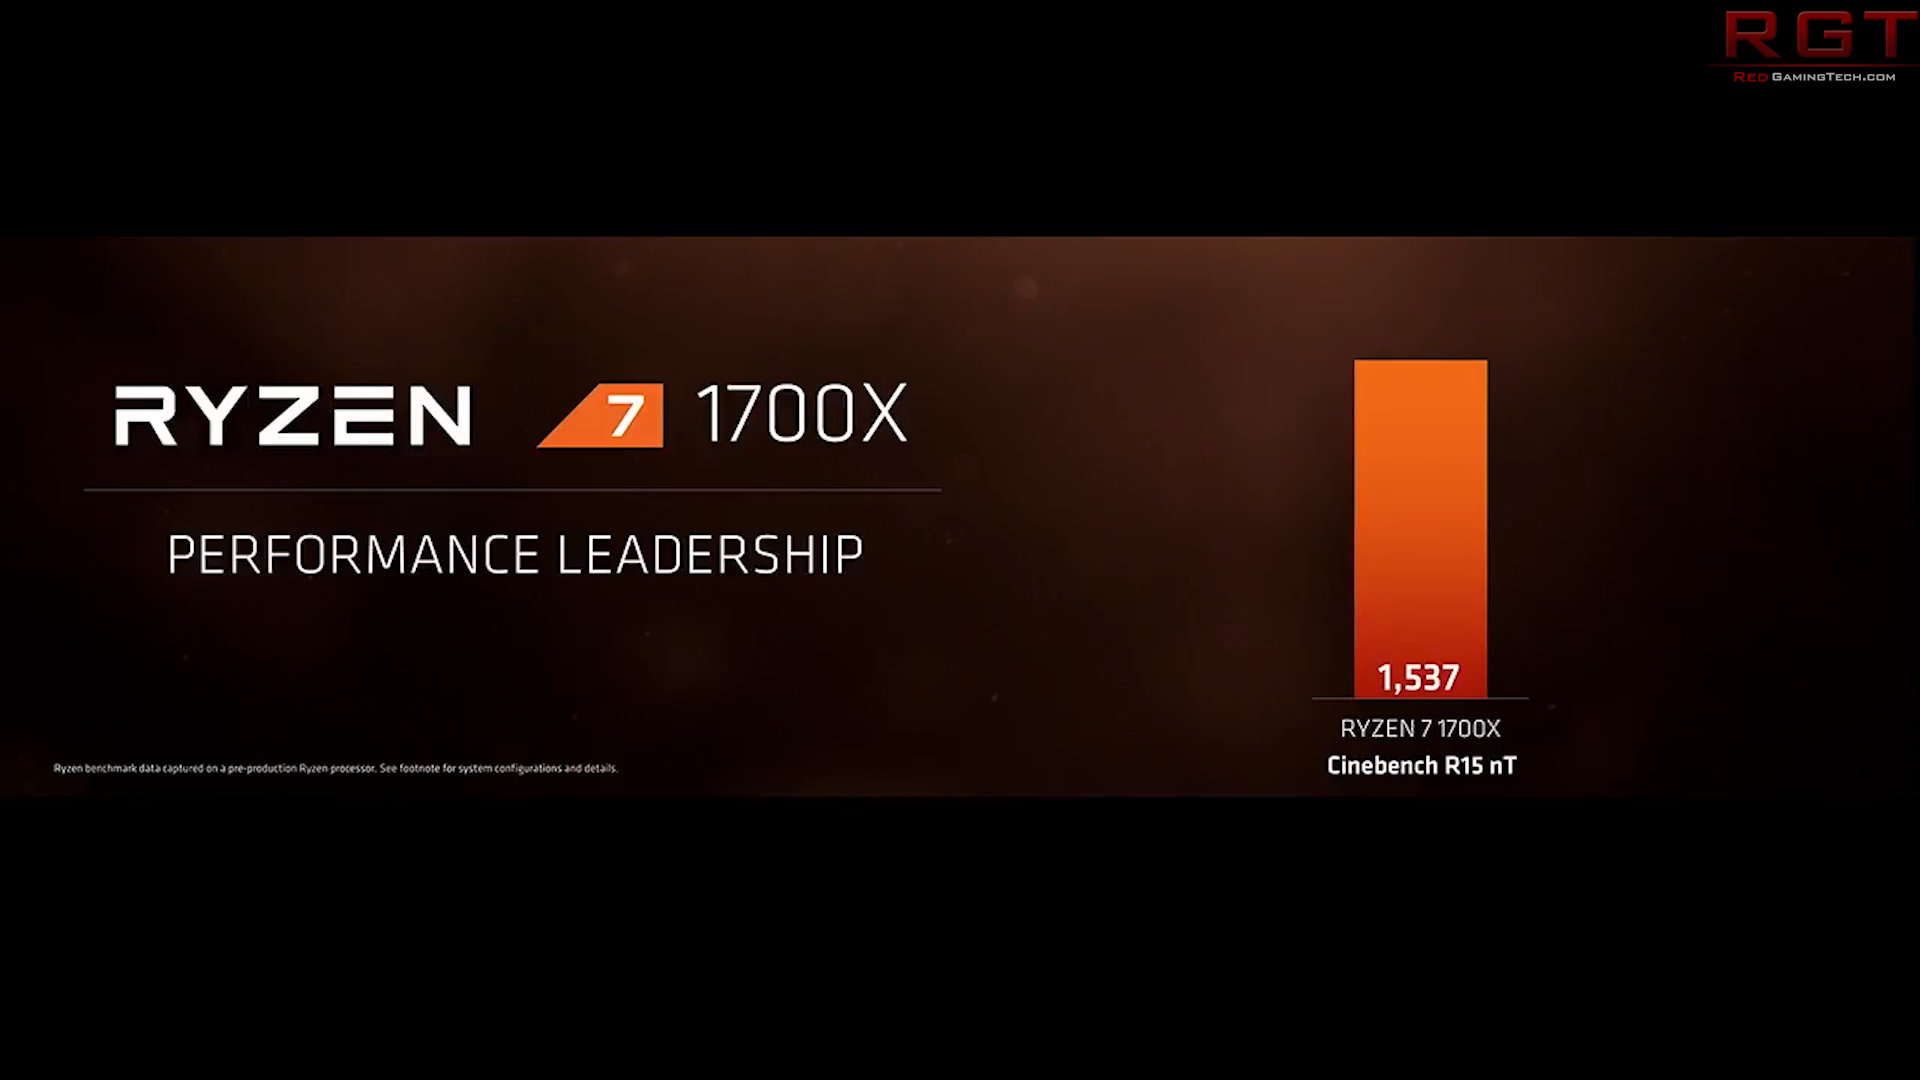 RGT
RED GAMINGTECH.COM
RYZEN 7 1700X
PERFORMANCE LEADERSHIP
1,537
RYZEN 7 1700X
Cinebench R15 nT
Ryzen benchmark data captured on a pre-production Ryzen processor. See footnote for system configurations and details.